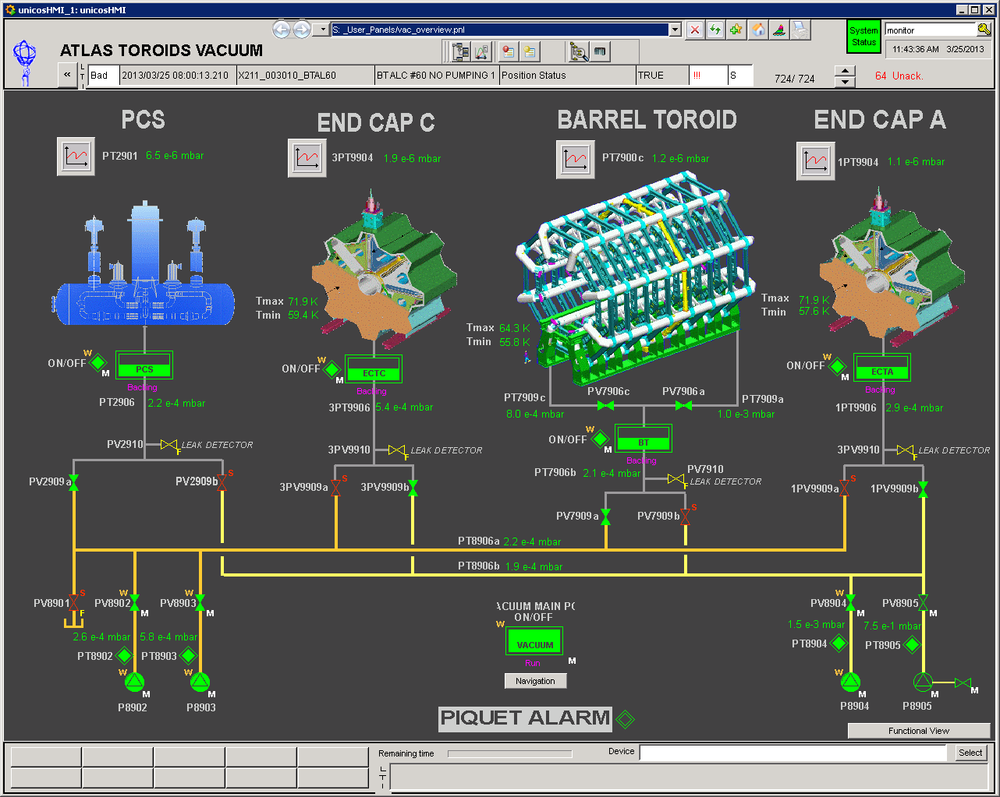 unicosHMI_1: unicosHMI
S: _User_Panels/vac_overview.pnl
System Status
monitor
11:43:36 AM 3/25/2013
ATLAS TOROIDS VACUUM
«
L
T
I
Bad 2013/03/25 08:00:13.210 X211_003010_BTAL60 BT ALC #60 NO PUMPING 1 Position Status TRUE !!! S
724/ 724
64 Unack.
PCS
END CAP C
BARREL TOROID
END CAP A
PT2901 6.5 e-6 mbar
3PT9904 1.9 e-6 mbar
PT7900c 1.2 e-6 mbar
1PT9904 1.1 e-6 mbar
Tmax 71.9 K
Tmin 59.4 K
Tmax 64.3 K
Tmin 55.8 K
Tmax 71.9 K
Tmin 57.6 K
ON/OFF W M PCS
Backing
ON/OFF W M ECTC
Backing
ON/OFF W M ECTA
Backing
PT2906 2.2 e-4 mbar
3PT9906 5.4 e-4 mbar
PT7909c
8.0 e-4 mbar
PV7906c
PV7906a
PT7909a
1.0 e-3 mbar
1PT9906 2.9 e-4 mbar
ON/OFF W M BT
Backing
PV2910 F LEAK DETECTOR
3PV9910 F LEAK DETECTOR
3PV9910 F LEAK DETECTOR
PT7906b 2.1 e-4 mbar
PV7910
F LEAK DETECTOR
PV2909a
PV2909b S
3PV9909a S
3PV9909b
1PV9909a S
1PV9909b
PV7909a
PV7909b S
PT8906a 2.2 e-4 mbar
PT8906b 1.9 e-4 mbar
PV8901 S F
PV8902 W M
PV8903 W M
2.6 e-4 mbar
5.8 e-4 mbar
PT8902
PT8903
W M
W M
P8902
P8903
VACUUM MAIN PC
ON/OFF
W
VACUUM
Run
M
Navigation
PV8904 W M
PV8905 M
1.5 e-3 mbar
7.5 e-1 mbar
PT8904
PT8905
W M
M
M
P8904
P8905
PIQUET ALARM
Functional View
Remaining time
Device
Select
L
T
I